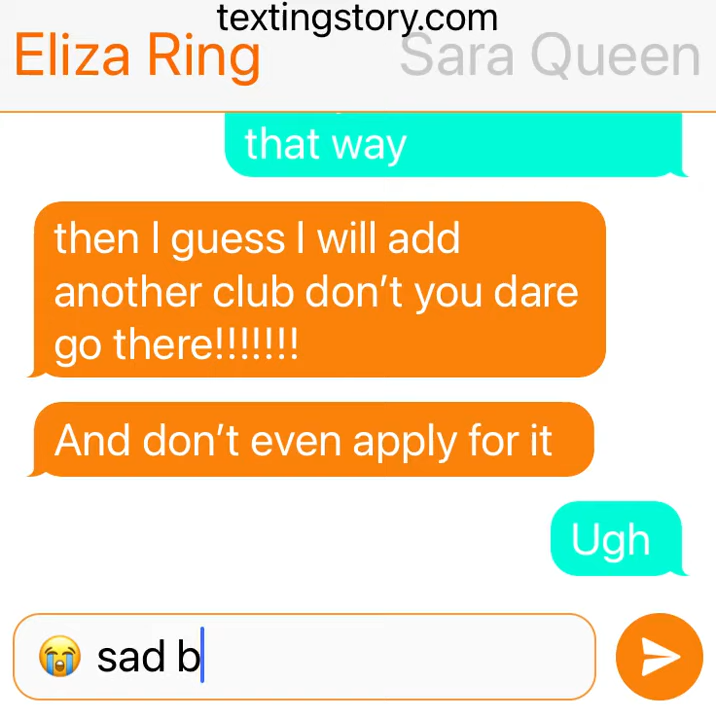 textingstory.com
Eliza Ring
Sara Queen
that way
then I guess I will add
another club don't you dare
go there!!!!!!!
And don't even apply for it
Ugh
😭 sad b